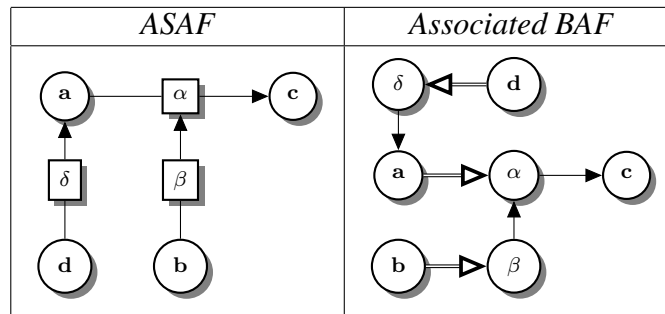 ASAF Associated BAF
a α c
δ β
d b
δ d
a α c
b β